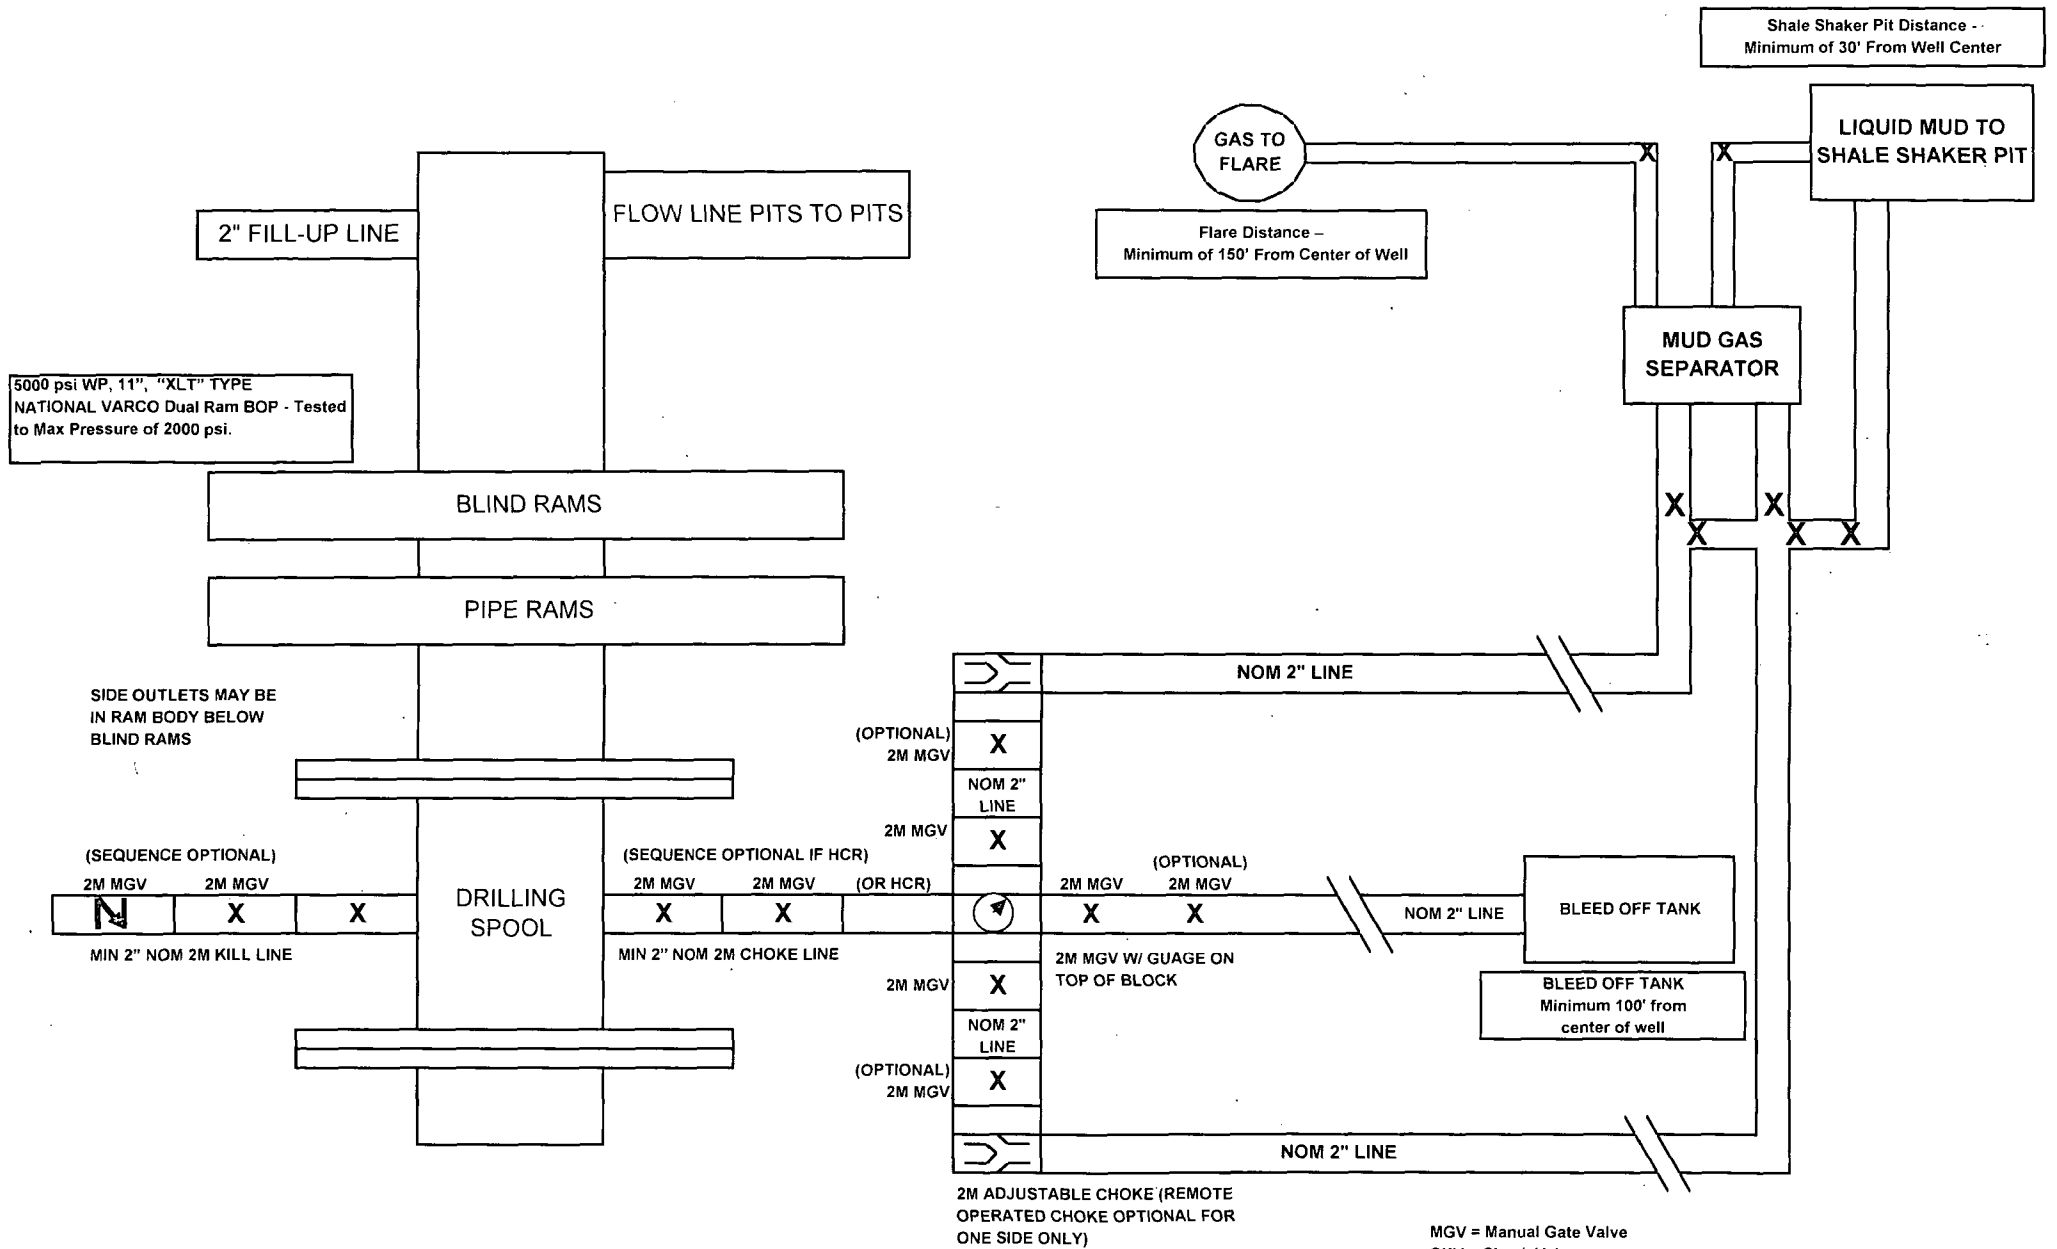 Shale Shaker Pit Distance -
Minimum of 30' From Well Center
GAS TO
FLARE
LIQUID MUD TO
SHALE SHAKER PIT
2" FILL-UP LINE
FLOW LINE PITS TO PITS
Flare Distance –
Minimum of 150' From Center of Well
MUD GAS
SEPARATOR
5000 psi WP, 11", "XLT" TYPE
NATIONAL VARCO Dual Ram BOP - Tested
to Max Pressure of 2000 psi.
BLIND RAMS
PIPE RAMS
SIDE OUTLETS MAY BE
IN RAM BODY BELOW
BLIND RAMS
NOM 2" LINE
(OPTIONAL)
2M MGV
X
NOM 2"
LINE
2M MGV
X
(SEQUENCE OPTIONAL)
2M MGV
2M MGV
N
X
X
MIN 2" NOM 2M KILL LINE
DRILLING
SPOOL
(SEQUENCE OPTIONAL IF HCR)
2M MGV
2M MGV
(OR HCR)
X
X
MIN 2" NOM 2M CHOKE LINE
2M MGV
(OPTIONAL)
2M MGV
X
X
NOM 2" LINE
BLEED OFF TANK
2M MGV W/ GUAGE ON
TOP OF BLOCK
BLEED OFF TANK
Minimum 100' from
center of well
2M MGV
X
NOM 2"
LINE
(OPTIONAL)
2M MGV
X
NOM 2" LINE
X
X
X
X
X
X
X
2M ADJUSTABLE CHOKE (REMOTE
OPERATED CHOKE OPTIONAL FOR
ONE SIDE ONLY)
MGV = Manual Gate Valve